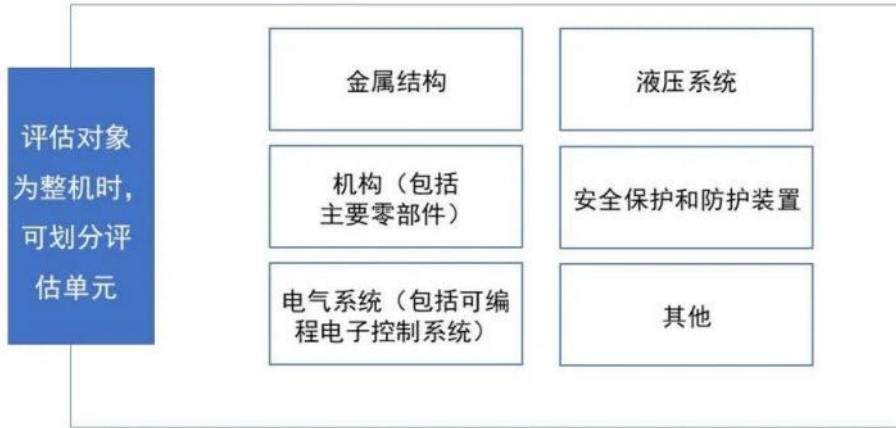 评估对象
为整机时，
可划分评
估单元
金属结构
液压系统
机构（包括
主要零部件）
安全保护和防护装置
电气系统（包括可编
程电子控制系统）
其他